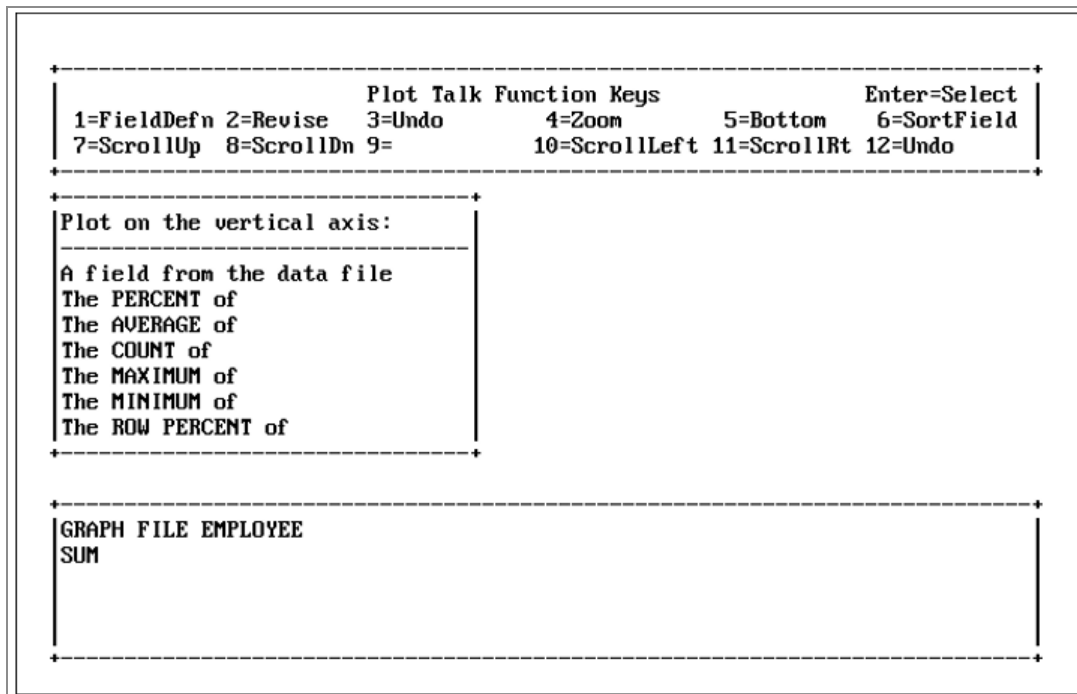 Plot Talk Function Keys Enter=Select
1=FieldDefn 2=Revise 3=Undo 4=Zoom 5=Bottom 6=SortField
7=ScrollUp 8=ScrollDn 9= 10=ScrollLeft 11=ScrollRt 12=Undo
Plot on the vertical axis:
A field from the data file
The PERCENT of
The AVERAGE of
The COUNT of
The MAXIMUM of
The MINIMUM of
The ROW PERCENT of
GRAPH FILE EMPLOYEE
SUM